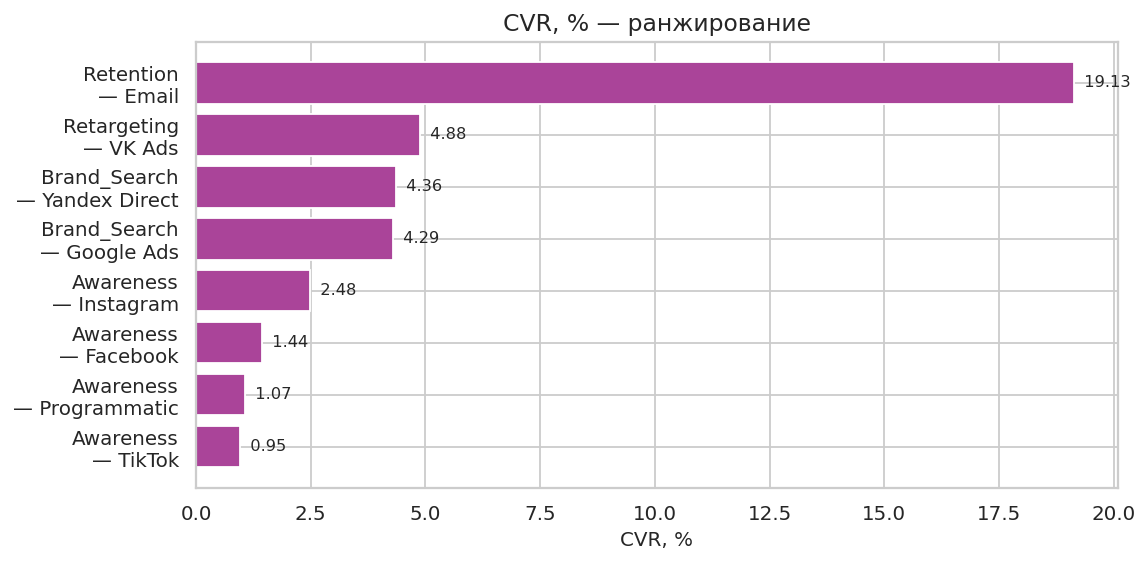 CVR, % — ранжирование
Retention
— Email
19.13
Retargeting
— VK Ads
4.88
Brand_Search
— Yandex Direct
4.36
Brand_Search
— Google Ads
4.29
Awareness
— Instagram
2.48
Awareness
— Facebook
1.44
Awareness
— Programmatic
1.07
Awareness
— TikTok
0.95
0.0 2.5 5.0 7.5 10.0 12.5 15.0 17.5 20.0
CVR, %